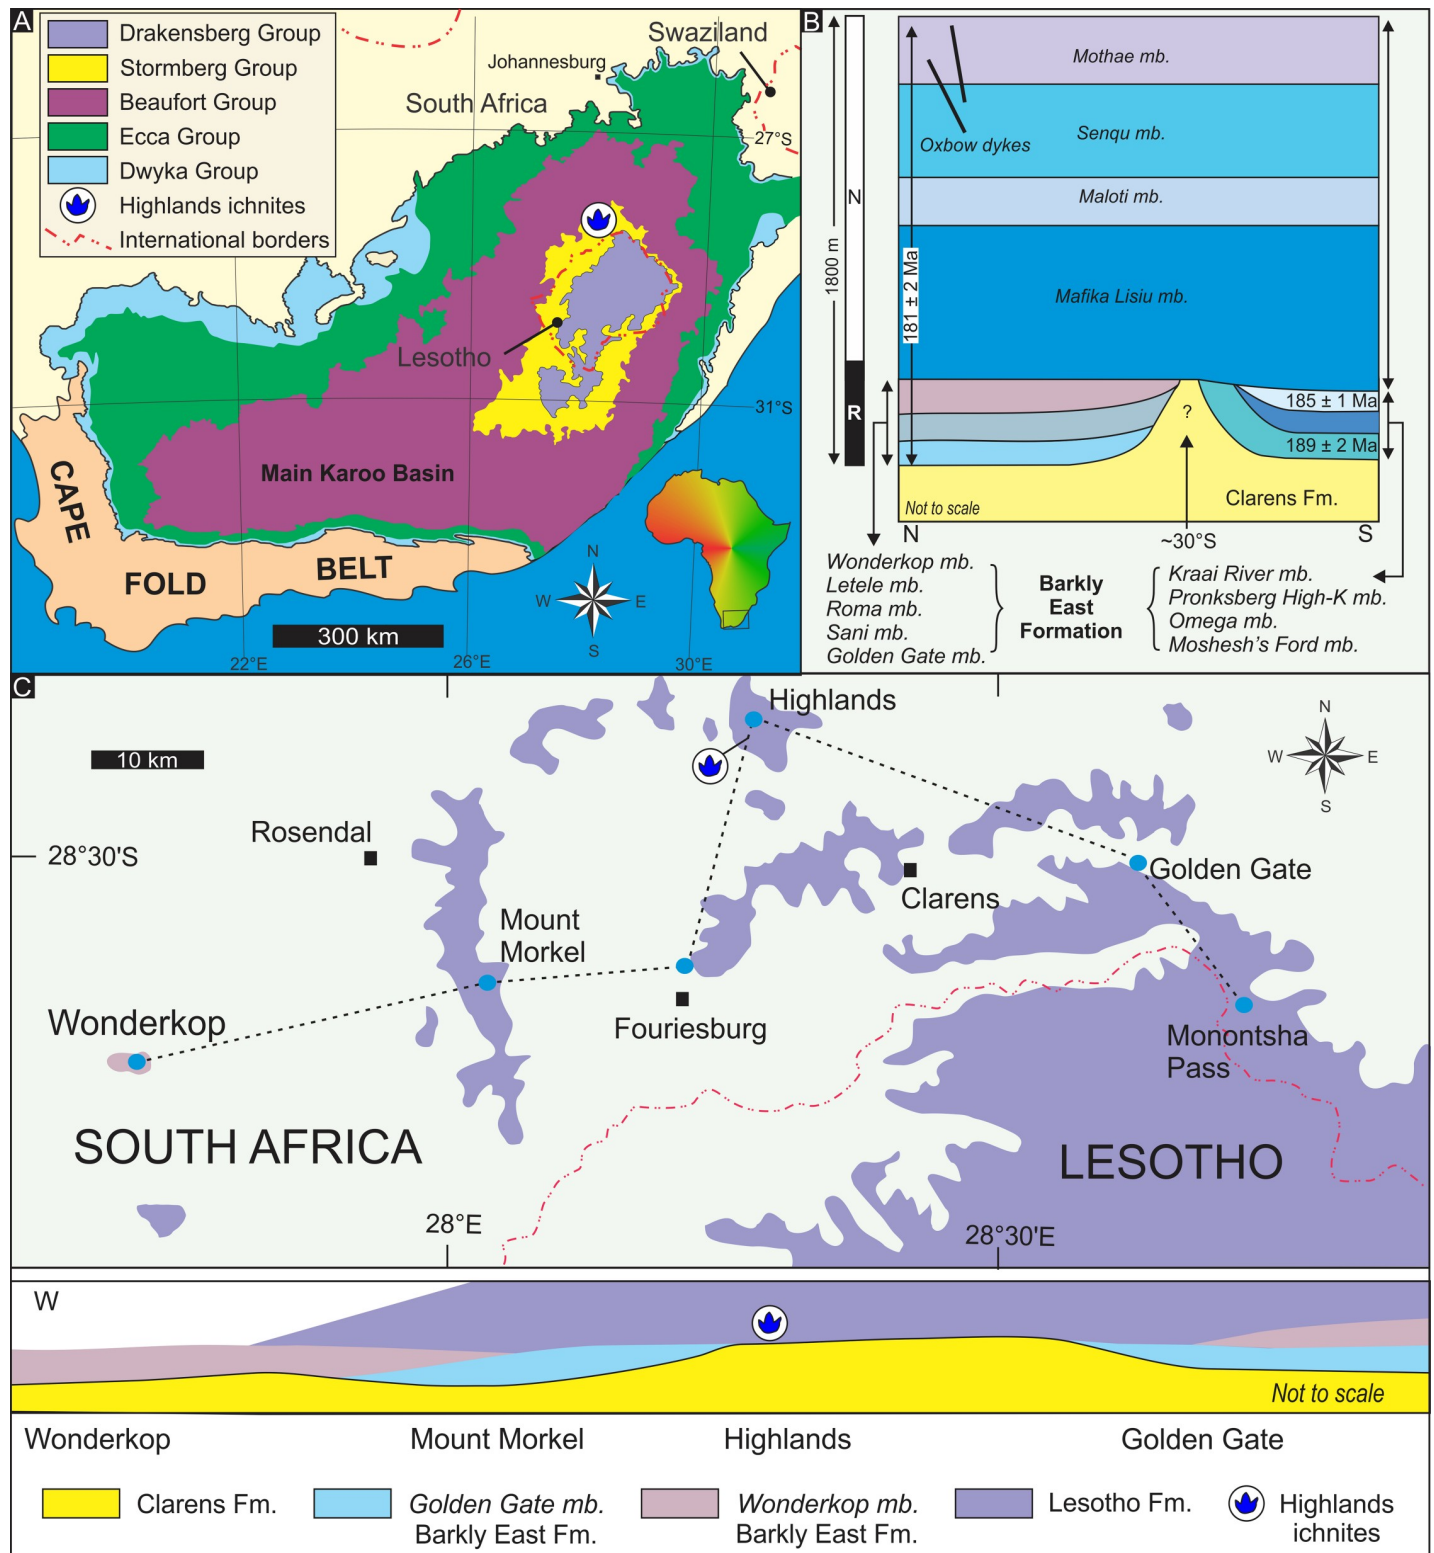 A
Drakensberg Group
Stormberg Group
Beaufort Group
Ecca Group
Dwyka Group
Highlands ichnites
International borders
Swaziland
Johannesburg
South Africa
27°S
Lesotho
31°S
Main Karoo Basin
CAPE
FOLD
BELT
N
W
E
S
300 km
22°E
26°E
30°E
B
N
R
1800 m
181 ± 2 Ma
Mothae mb.
Oxbow dykes
Senqu mb.
Maloti mb.
Mafika Lisiu mb.
?
185 ± 1 Ma
189 ± 2 Ma
Clarens Fm.
Not to scale
N
~30°S
S
Wonderkop mb.
Letele mb.
Roma mb.
Sani mb.
Golden Gate mb.
Barkly
East
Formation
Kraai River mb.
Pronksberg High-K mb.
Omega mb.
Moshesh's Ford mb.
C
Highlands
N
W
E
S
10 km
Rosendal
28°30'S
Golden Gate
Clarens
Mount
Morkel
Wonderkop
Fouriesburg
Monontsha
Pass
SOUTH AFRICA
LESOTHO
28°E
28°30'E
W
Not to scale
Wonderkop
Mount Morkel
Highlands
Golden Gate
Clarens Fm.
Golden Gate mb.
Barkly East Fm.
Wonderkop mb.
Barkly East Fm.
Lesotho Fm.
Highlands
ichnites